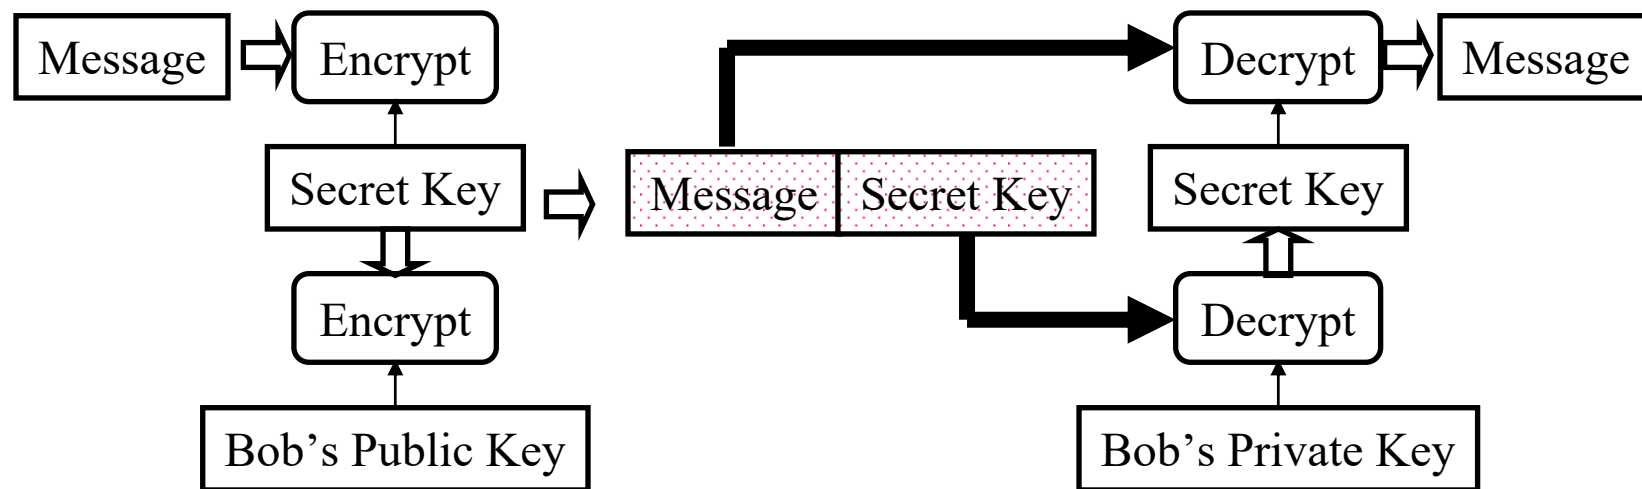 Message
Encrypt
Decrypt
Message
Secret Key
Message
Secret Key
Secret Key
Encrypt
Decrypt
Bob’s Public Key
Bob’s Private Key